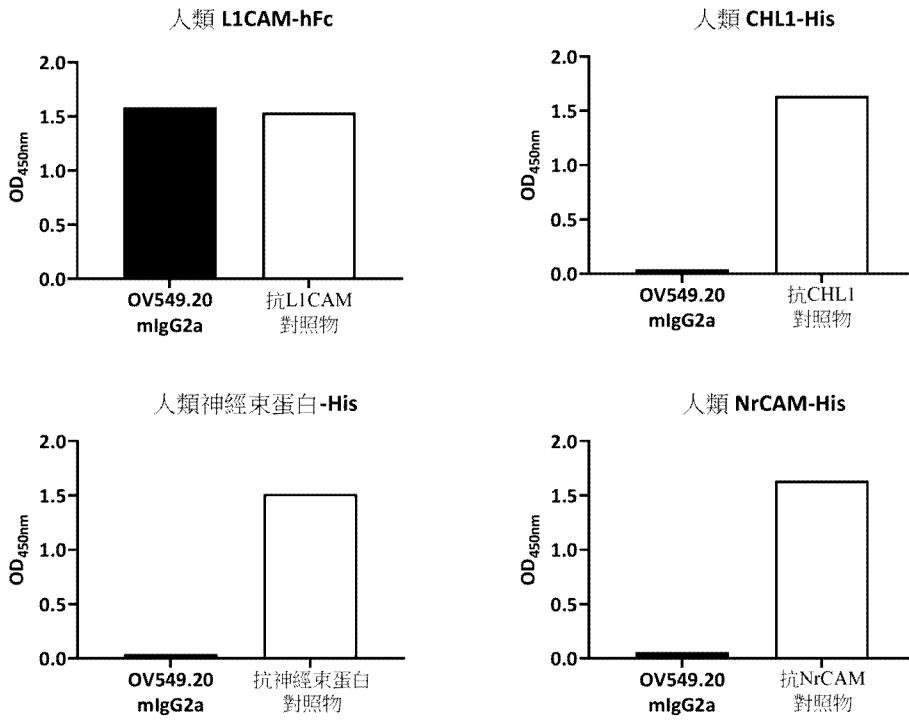 人類 L1CAM-hFc
OD450nm
2.0
1.5
1.0
0.5
0.0
OV549.20
mIgG2a
抗L1CAM
對照物
人類 CHL1-His
OD450nm
2.0
1.5
1.0
0.5
0.0
OV549.20
mIgG2a
抗CHL1
對照物
人類神經束蛋白-His
OD450nm
2.0
1.5
1.0
0.5
0.0
OV549.20
mIgG2a
抗神經束蛋白
對照物
人類 NrCAM-His
OD450nm
2.0
1.5
1.0
0.5
0.0
OV549.20
mIgG2a
抗NrCAM
對照物